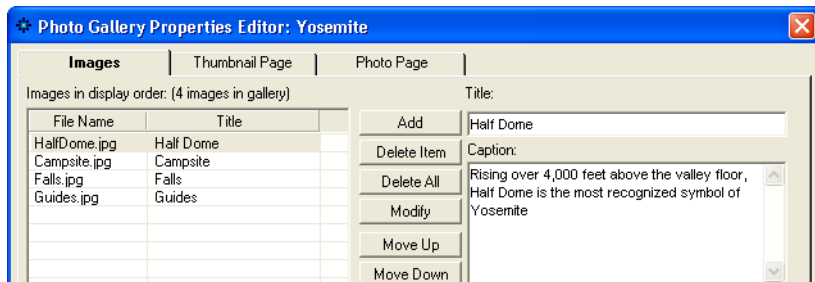 Photo Gallery Properties Editor: Yosemite
Images Thumbnail Page Photo Page
Images in display order: (4 images in gallery)
File Name Title
HalfDome.jpg Half Dome
Campsite.jpg Campsite
Falls.jpg Falls
Guides.jpg Guides
Add
Delete Item
Delete All
Modify
Move Up
Move Down
Title:
Half Dome
Caption:
Rising over 4,000 feet above the valley floor,
Half Dome is the most recognized symbol of
Yosemite